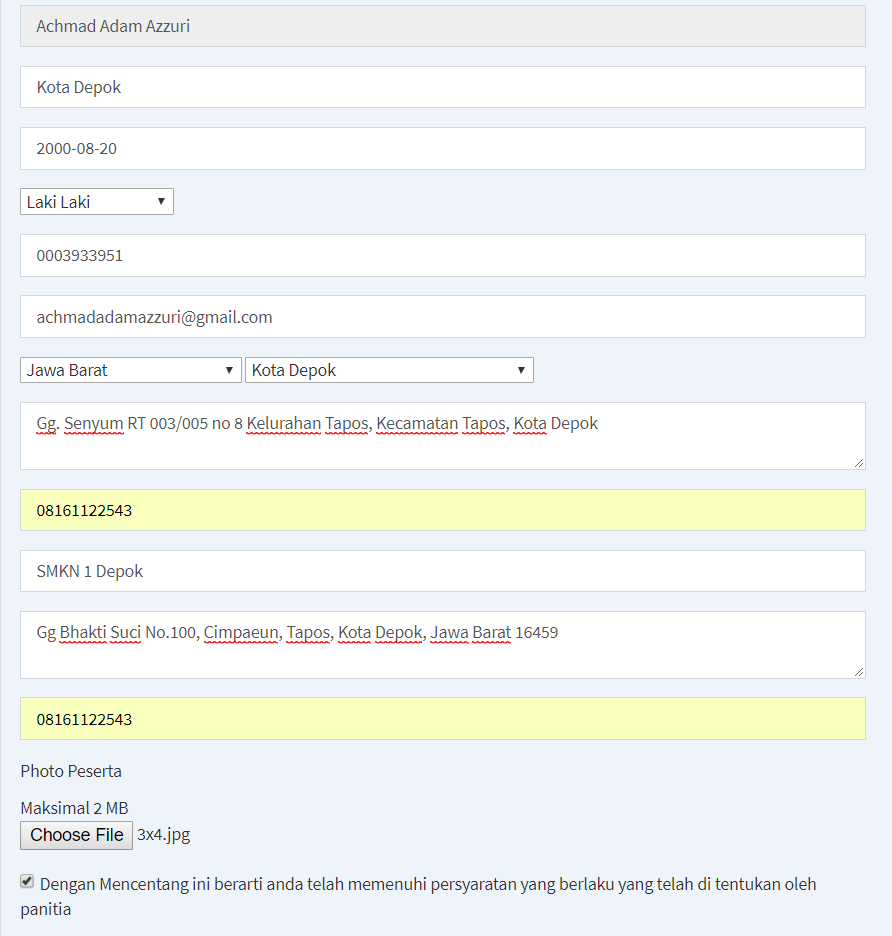 Achmad Adam Azzuri
Kota Depok
2000-08-20
Laki Laki
0003933951
achmadadamazzuri@gmail.com
Jawa Barat Kota Depok
Gg. Senyum RT 003/005 no 8 Kelurahan Tapos, Kecamatan Tapos, Kota Depok
08161122543
SMKN 1 Depok
Gg Bhakti Suci No.100, Cimpaeun, Tapos, Kota Depok, Jawa Barat 16459
08161122543
Photo Peserta
Maksimal 2 MB
Choose File 3x4.jpg
Dengan Mencentang ini berarti anda telah memenuhi persyaratan yang berlaku yang telah di tentukan oleh
panitia